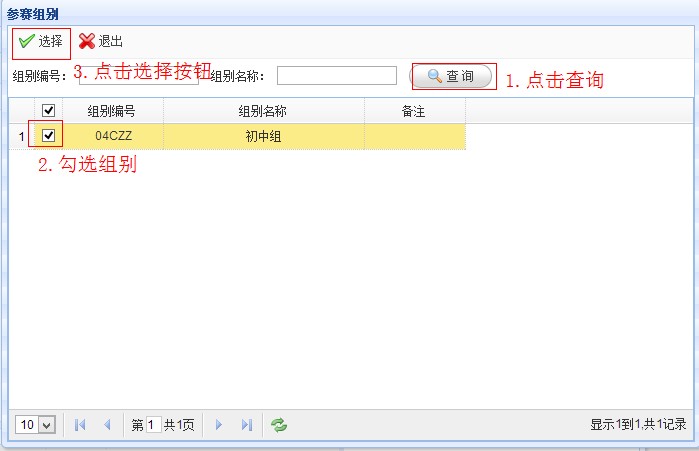 参赛组别
选择 退出
组别编号： 3.点击选择按钮 组别名称： 查询 1.点击查询
组别编号 组别名称 备注
1 04CZZ 初中组
2.勾选组别
10 第 1 共1页 显示1到1,共1记录